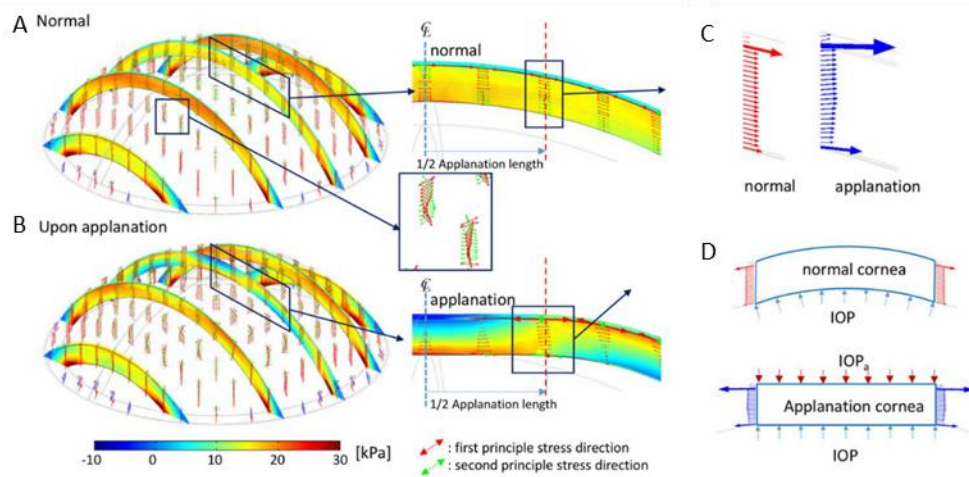 A Normal
℄
normal
1/2 Applanation length
B Upon applanation
℄
applanation
1/2 Applanation length
-10 0 10 20 30 [kPa]
: first principle stress direction
: second principle stress direction
C
normal applanation
D
normal cornea
IOP
IOPₐ
Applanation cornea
IOP